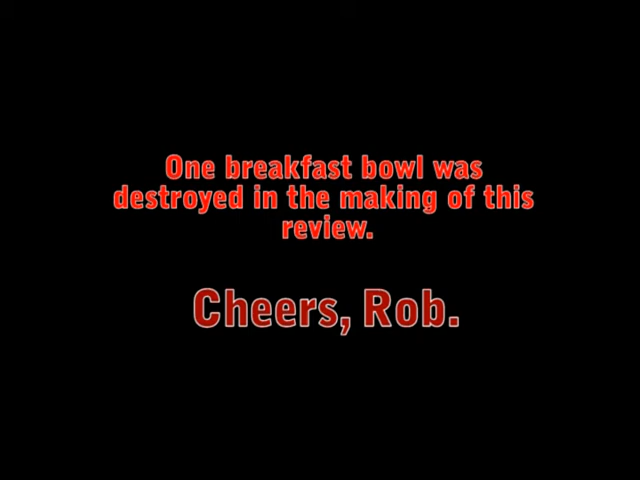 One breakfast bowl was
destroyed in the making of this
review.
Cheers, Rob.